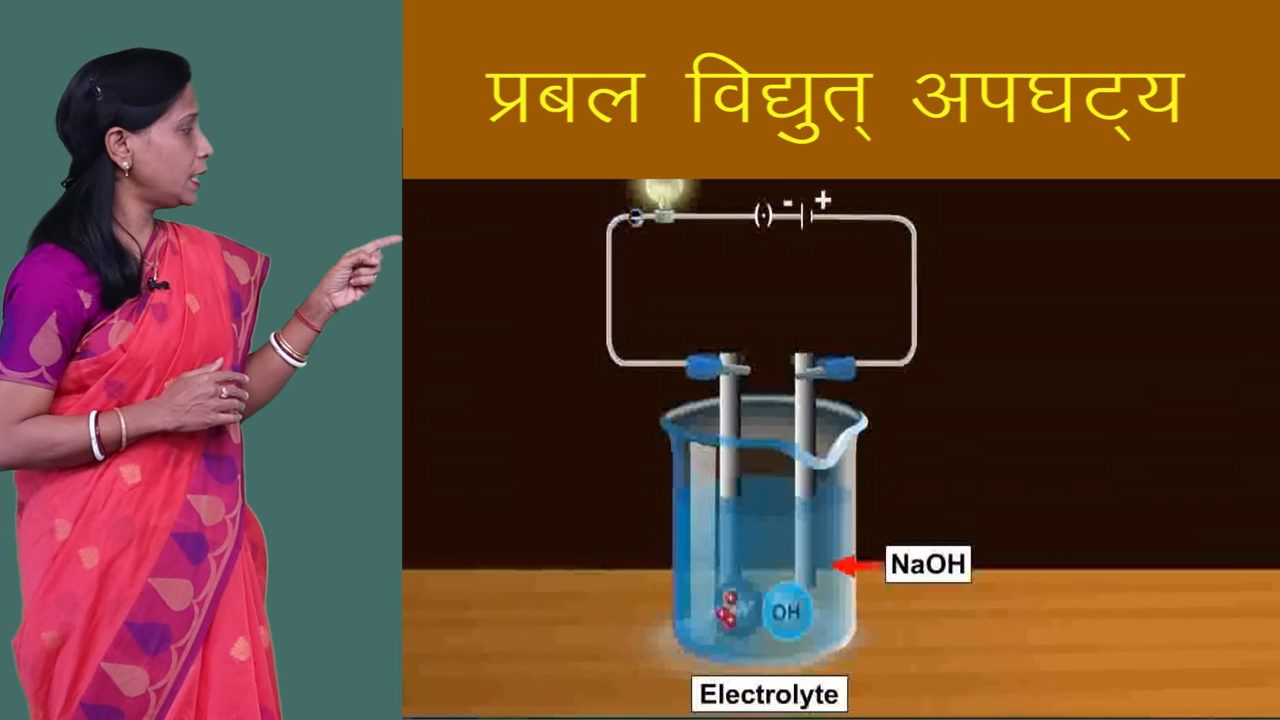 प्रबल विद्युत् अपघट्य
- +
NaOH
OH
Electrolyte